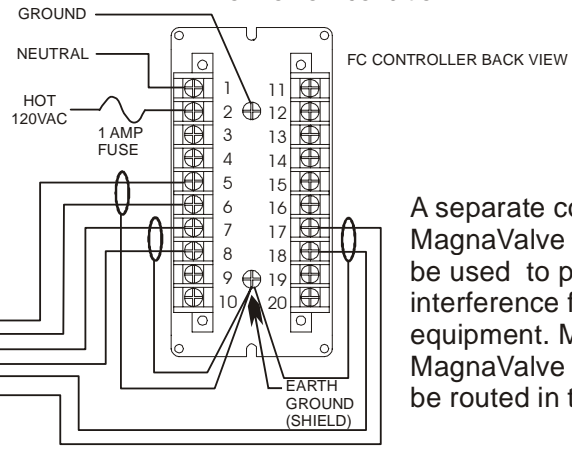 GROUND
NEUTRAL
HOT
120VAC
1 AMP
FUSE
FC CONTROLLER BACK VIEW
1 11
2 12
3 13
4 14
5 15
6 16
7 17
8 18
9 19
10 20
EARTH
GROUND
(SHIELD)
A separate
MagnaValve
be used to
interference
equipment.
MagnaValve
be routed in